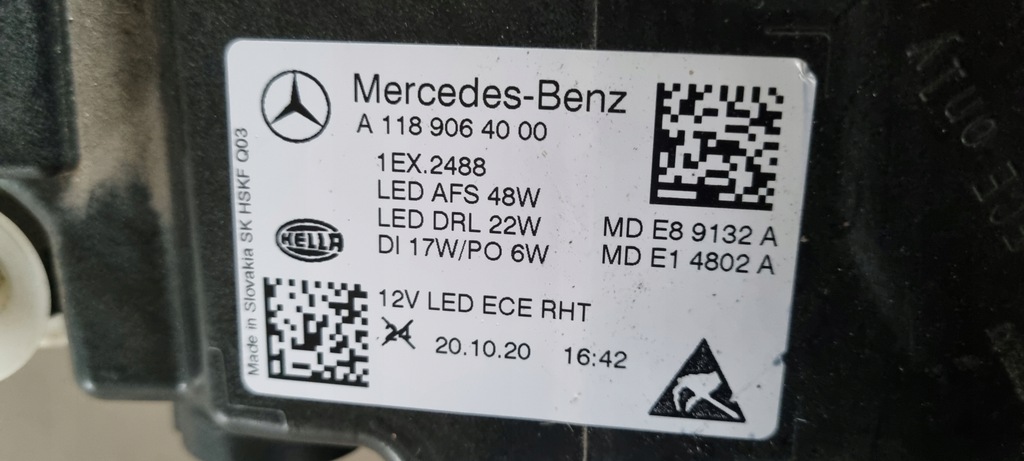 Mercedes-Benz
A 118 906 40 00
1EX.2488
LED AFS 48W
LED DRL 22W
DI 17W/PO 6W
MD E8 9132 A
MD E1 4802 A
HELLA
12V LED ECE RHT
24
20.10.20 16:42
Made in Slovakia SK HSKF Q03